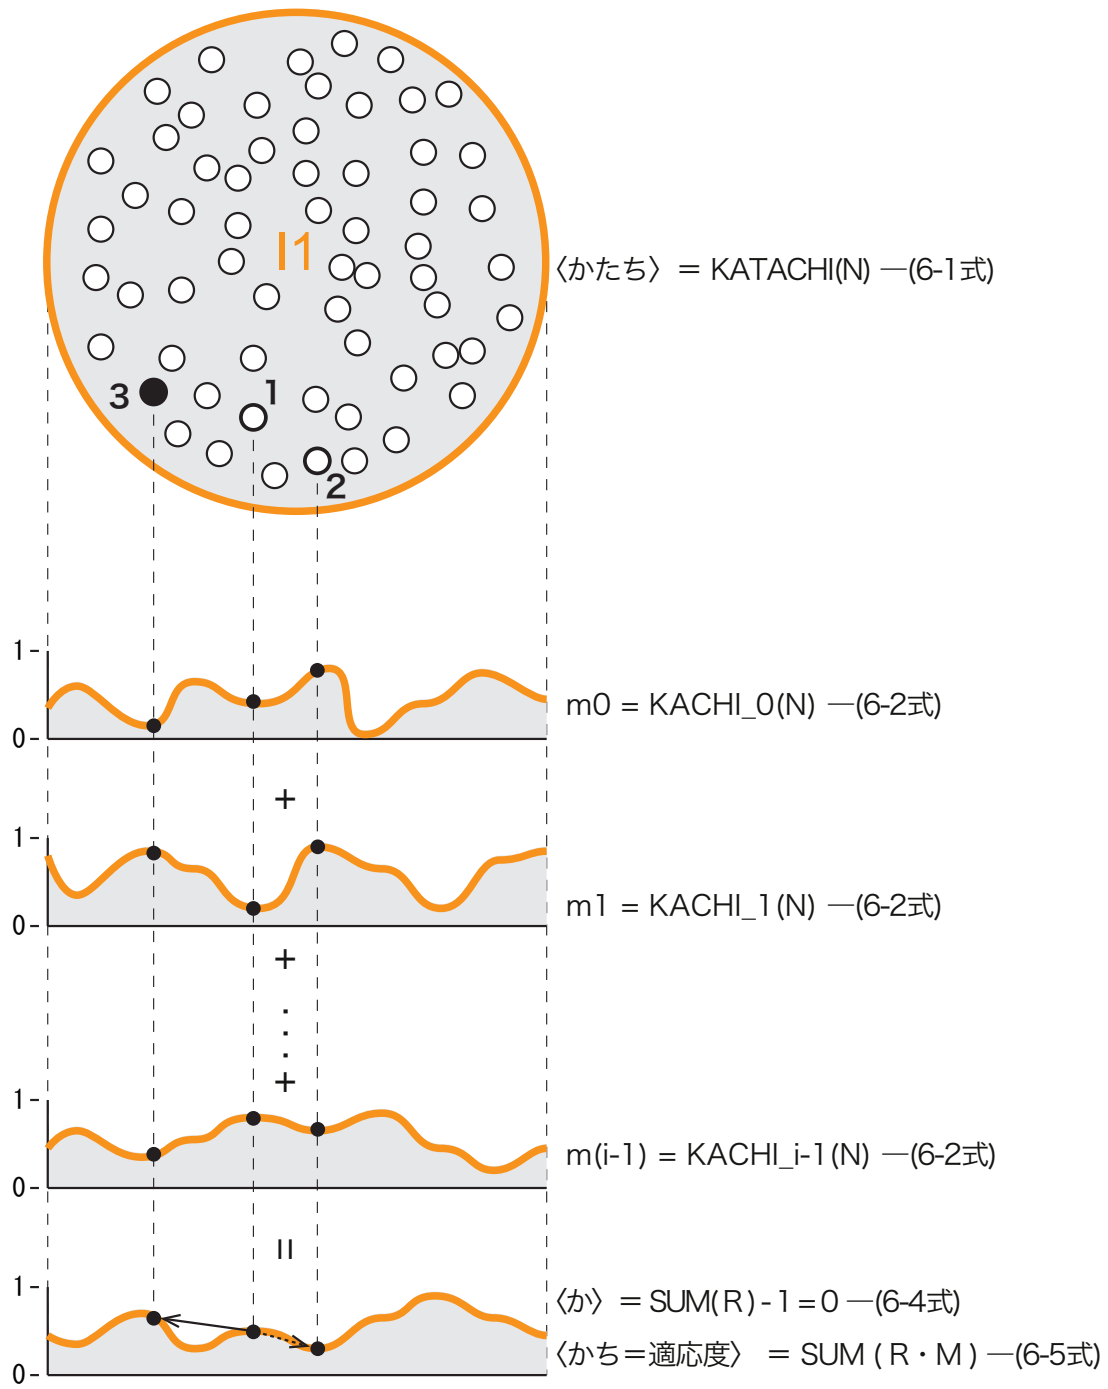 I1
〈かたち〉＝ KATACHI(N) ―(6-1式)
3
1
2
1
0
m0 = KACHI_0(N) ―(6-2式)
+
1
0
m1 = KACHI_1(N) ―(6-2式)
+
・
・
・
+
1
0
m(i-1) = KACHI_i-1(N) ―(6-2式)
=
1
0
〈か〉＝ SUM( R ) - 1 = 0 ―(6-4式)
〈かち＝適応度〉 ＝ SUM ( R・M ) ―(6-5式)